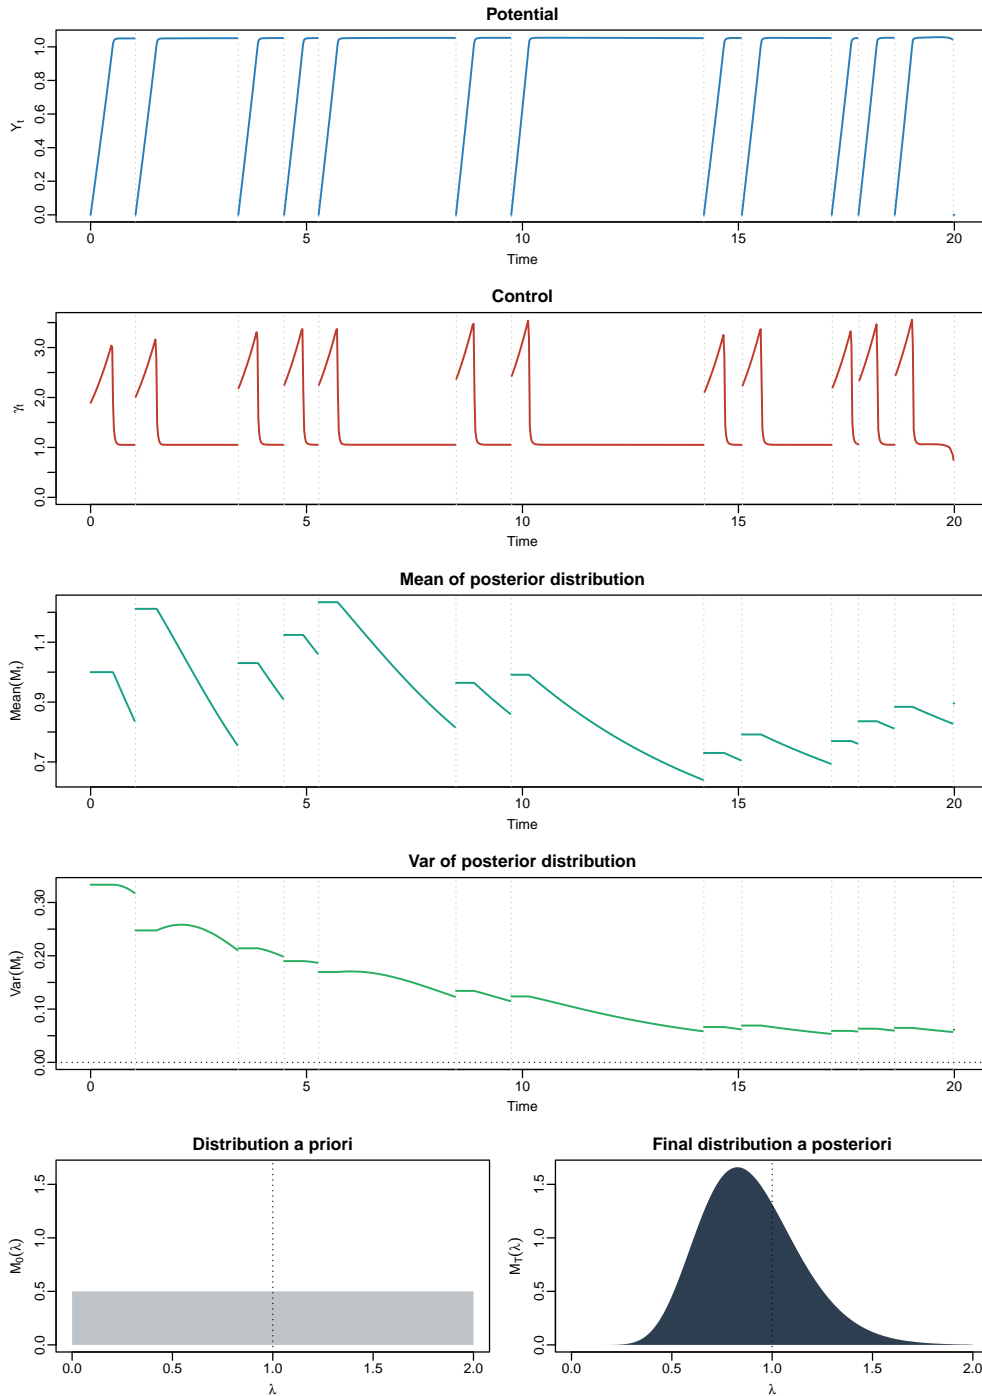 Potential
Y_t
0.0 0.2 0.4 0.6 0.8 1.0
0 5 10 15 20
Time
Control
γ_t
0.0 1.0 2.0 3.0
0 5 10 15 20
Time
Mean of posterior distribution
Mean(M_t)
0.7 0.9 1.1
0 5 10 15 20
Time
Var of posterior distribution
Var(M_t)
0.00 0.10 0.20 0.30
0 5 10 15 20
Time
Distribution a priori
M_0(λ)
0.0 0.5 1.0 1.5
0.0 0.5 1.0 1.5 2.0
λ
Final distribution a posteriori
M_T(λ)
0.0 0.5 1.0 1.5
0.0 0.5 1.0 1.5 2.0
λ